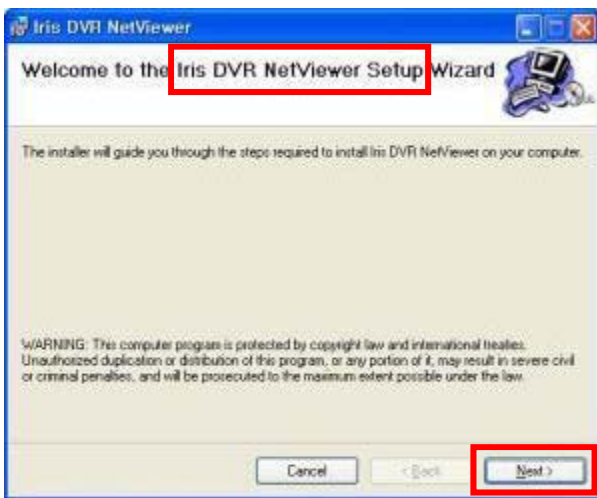 Iris DVR NetViewer
Welcome to the Iris DVR NetViewer Setup Wizard
The installer will guide you through the steps required to install Iris DVR NetViewer on your computer.
WARNING: This computer program is protected by copyright law and international treaties.
Unauthorized duplication or distribution of this program, or any portion of it, may result in severe civil
or criminal penalties, and will be prosecuted to the maximum extent possible under the law.
Cancel < Back Next >